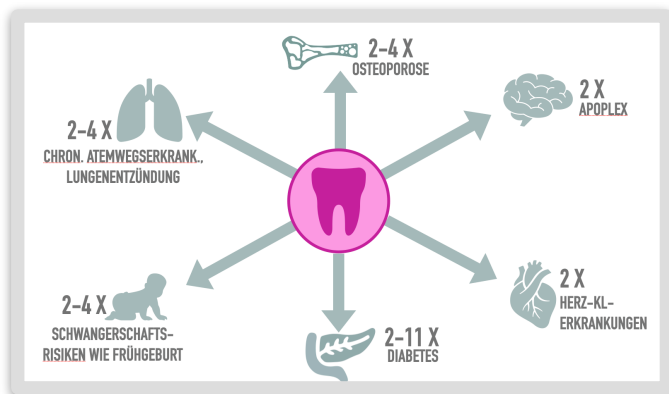 2-4 X
OSTEOPOROSE
2 X
APOPLEX
2-4 X
CHRON. ATEMWEGSERKRANK.,
LUNGENENTZÜNDUNG
2 X
HERZ-KL-
ERKRANKUNGEN
2-4 X
SCHWANGERSCHAFTS-
RISIKEN WIE FRÜHGEBURT
2-11 X
DIABETES